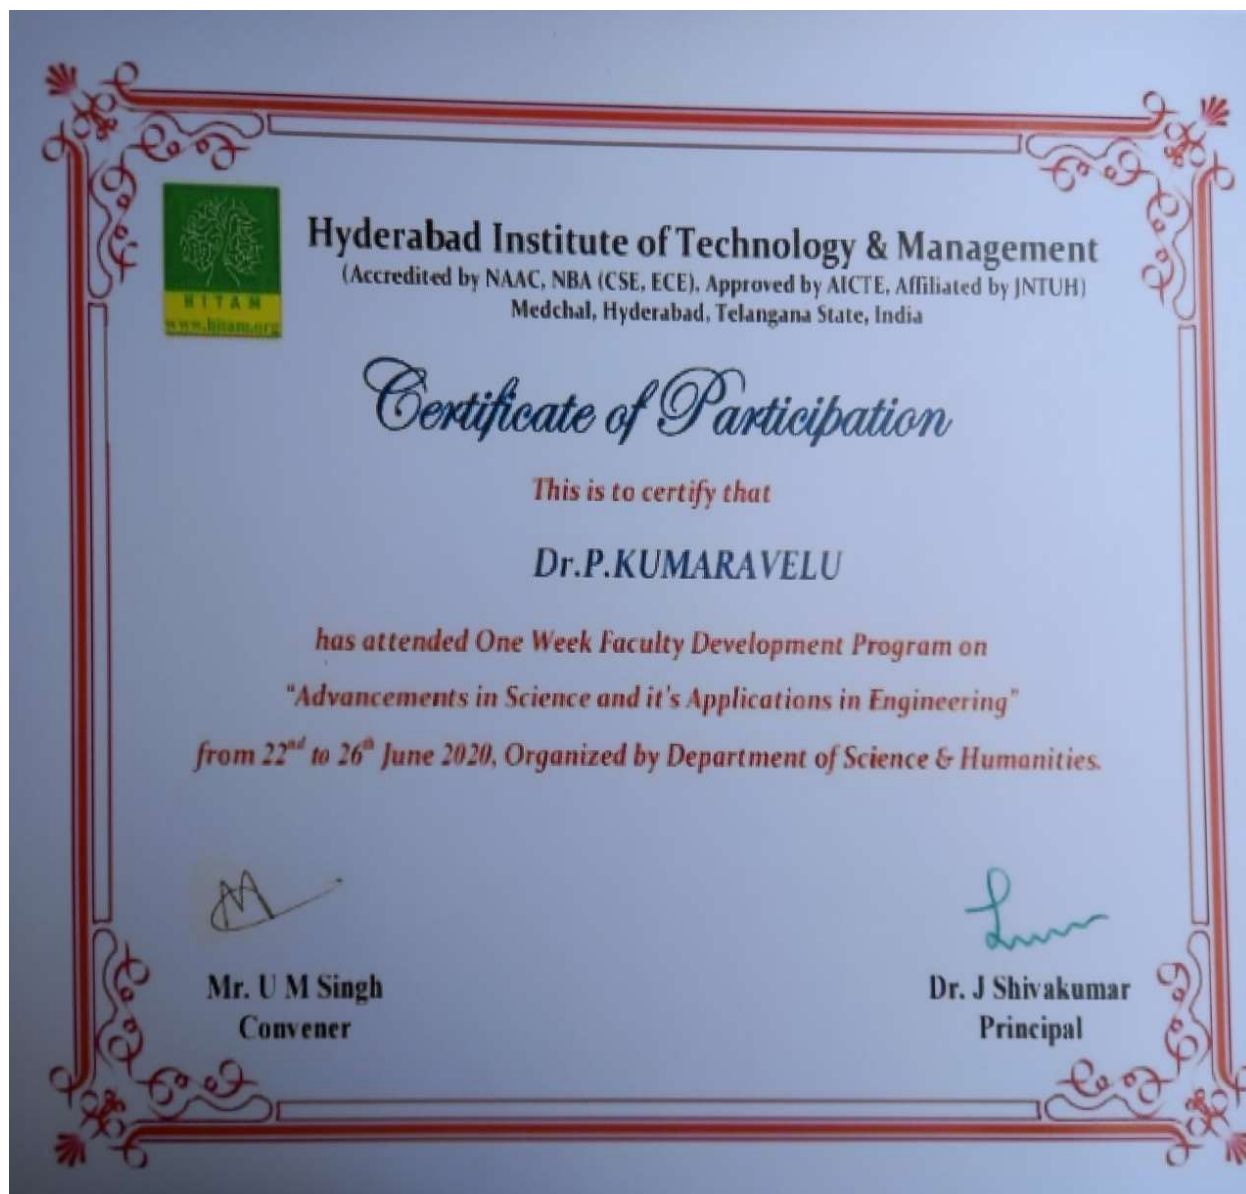 HITAM
www.hitam.org
Hyderabad Institute of Technology & Management
(Accredited by NAAC, NBA (CSE, ECE), Approved by AICTE, Affiliated by JNTUH)
Medchal, Hyderabad, Telangana State, India
Certificate of Participation
This is to certify that
Dr.P.KUMARAVELU
has attended One Week Faculty Development Program on
"Advancements in Science and it's Applications in Engineering"
from 22nd to 26th June 2020, Organized by Department of Science & Humanities.
Mr. U M Singh
Convener
Dr. J Shivakumar
Principal